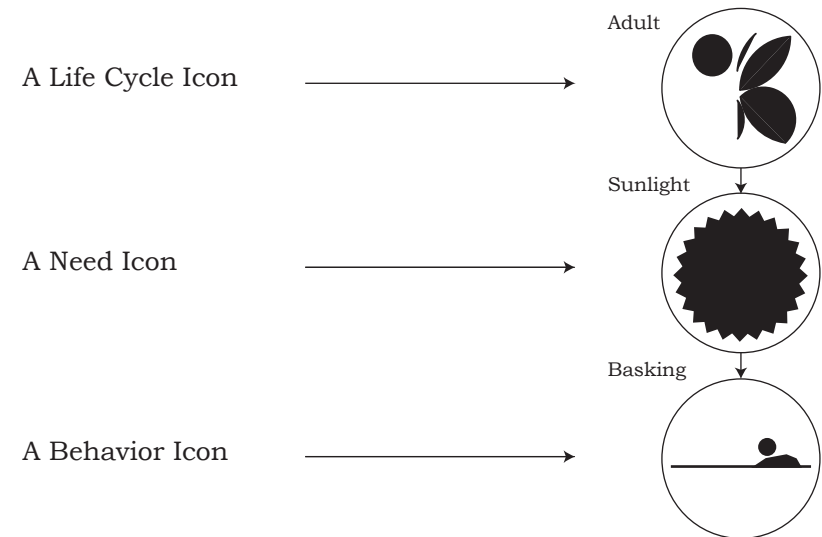 Adult
A Life Cycle Icon
Sunlight
A Need Icon
Basking
A Behavior Icon